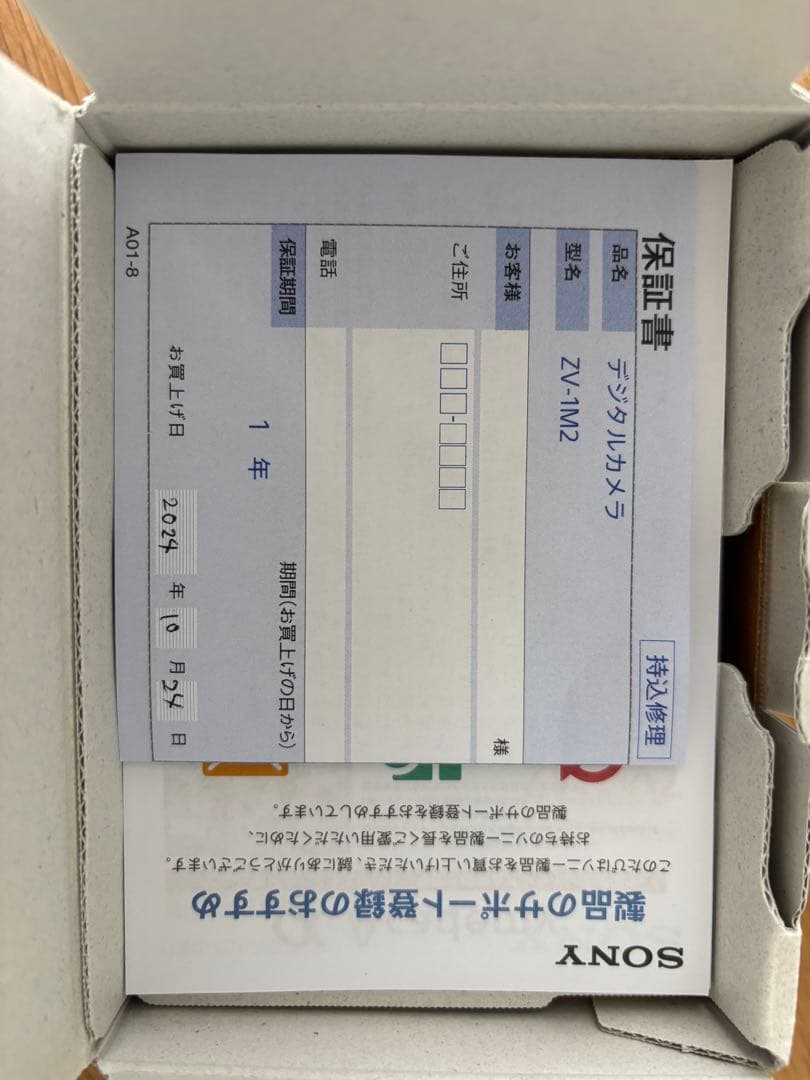 保証書
持込修理
品名 デジタルカメラ
型名 ZV-1M2
お客様 様
ご住所 □□□-□□□□
電話
保証期間 期間(お買上げの日から)
1 年
お買上げ日 2024 年 10 月 24 日
A01-8
SONY
製品のサポート登録のおすすめ
このたびはソニー製品をお買い上げいただき、誠にありがとうございます。
お持ちのソニー製品を長くご愛用いただくために、
製品のサポート登録をおすすめしています。